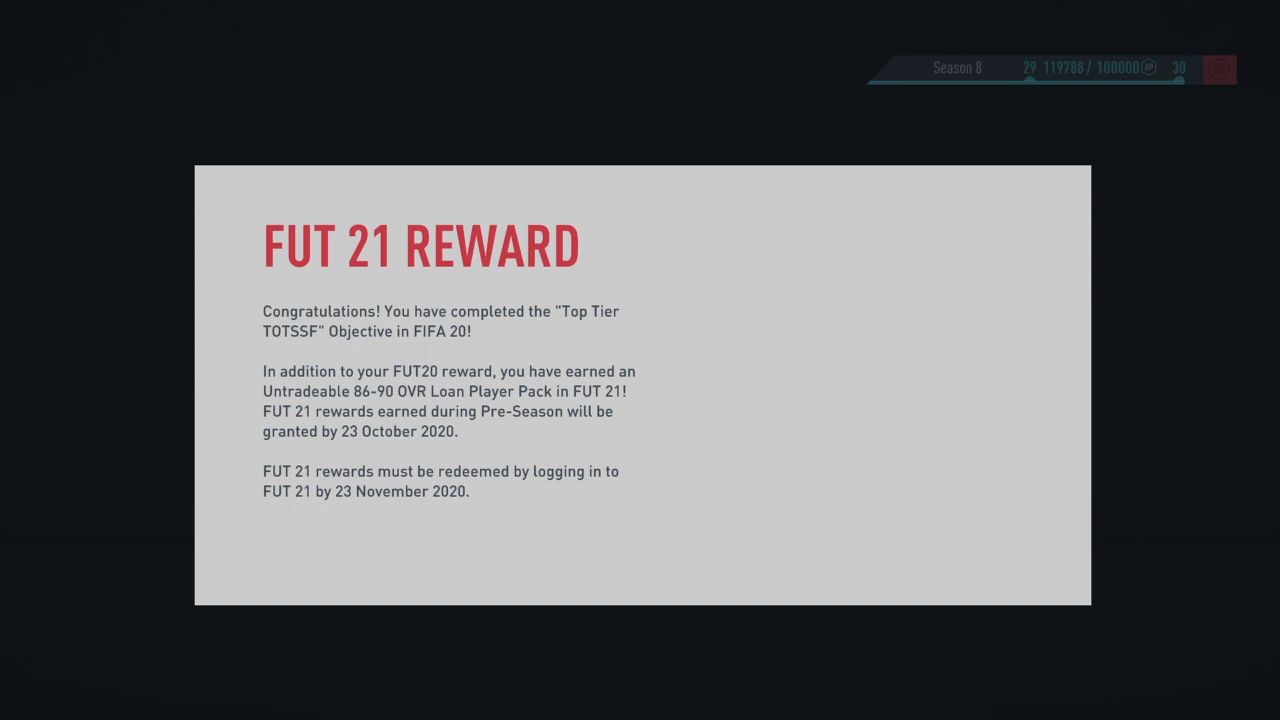 Season 8 29 119788 / 100000 XP 30
FUT 21 REWARD
Congratulations! You have completed the "Top Tier
TOTSSF" Objective in FIFA 20!
In addition to your FUT20 reward, you have earned an
Untradeable 86-90 OVR Loan Player Pack in FUT 21!
FUT 21 rewards earned during Pre-Season will be
granted by 23 October 2020.
FUT 21 rewards must be redeemed by logging in to
FUT 21 by 23 November 2020.